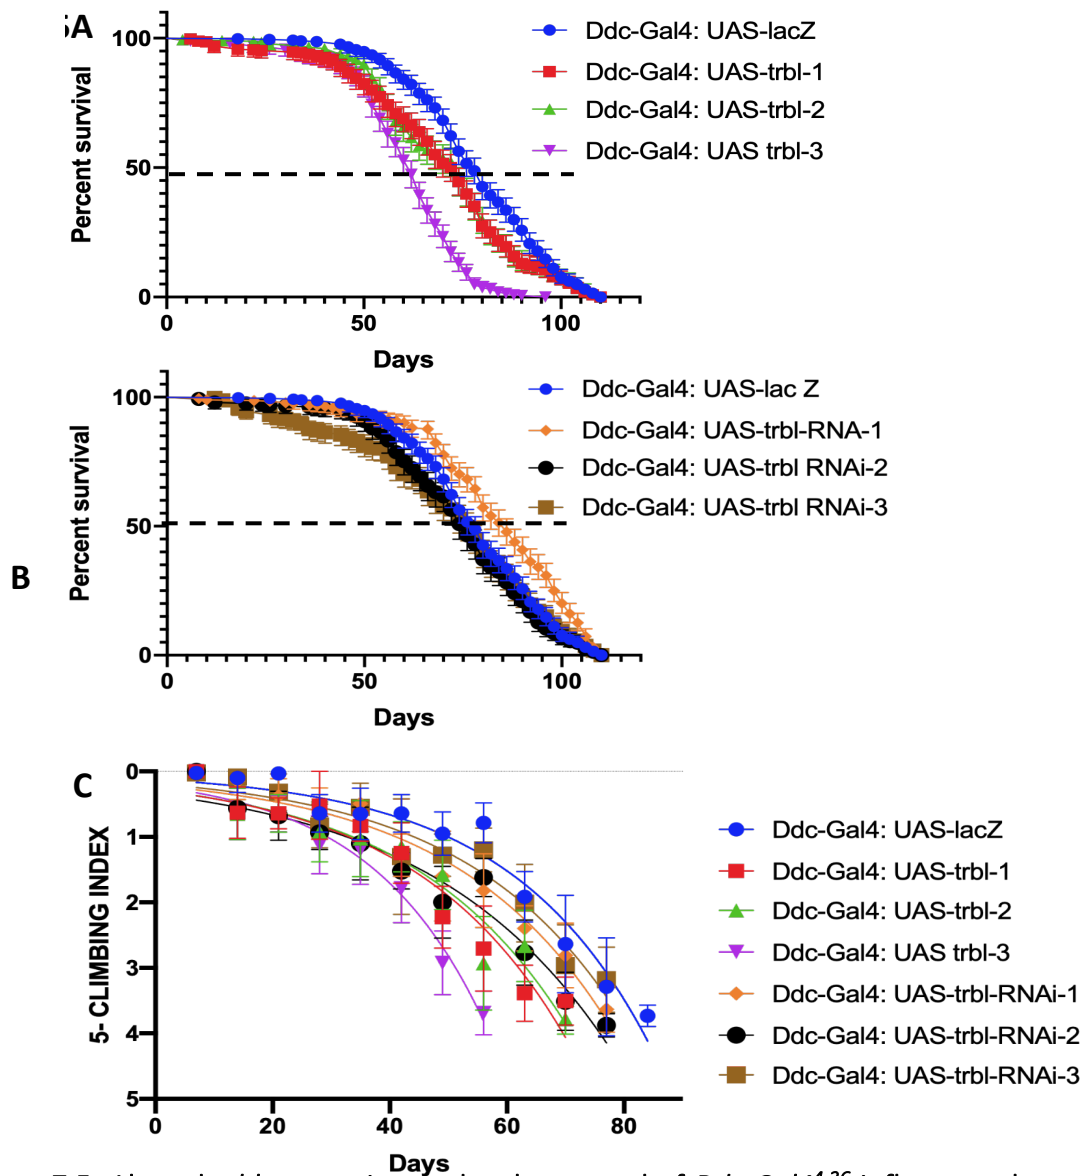 5A
100
50
0
Percent survival
0 50 100
Days
Ddc-Gal4: UAS-lacZ
Ddc-Gal4: UAS-trbl-1
Ddc-Gal4: UAS-trbl-2
Ddc-Gal4: UAS trbl-3
B
100
50
0
Percent survival
0 50 100
Days
Ddc-Gal4: UAS-lac Z
Ddc-Gal4: UAS-trbl-RNA-1
Ddc-Gal4: UAS-trbl RNAi-2
Ddc-Gal4: UAS-trbl RNAi-3
C
0
1
2
3
4
5
5- CLIMBING INDEX
0 20 40 60 80
Days
Ddc-Gal4: UAS-lacZ
Ddc-Gal4: UAS-trbl-1
Ddc-Gal4: UAS-trbl-2
Ddc-Gal4: UAS trbl-3
Ddc-Gal4: UAS-trbl-RNAi-1
Ddc-Gal4: UAS-trbl-RNAi-2
Ddc-Gal4: UAS-trbl-RNAi-3